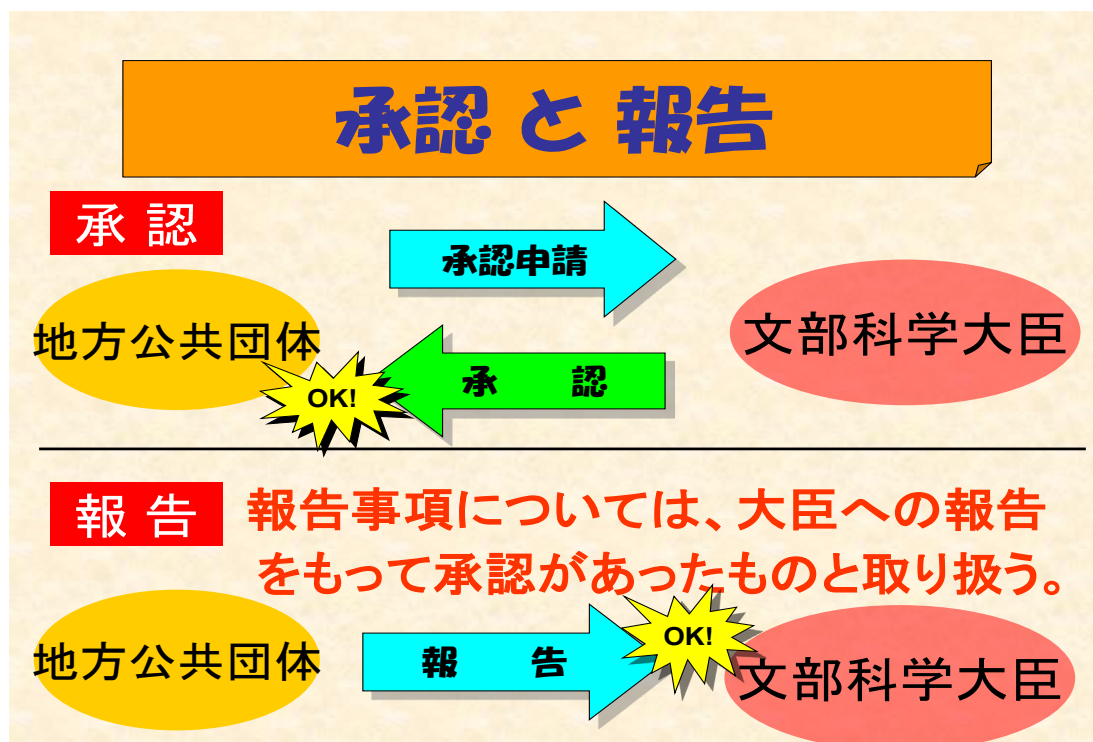 承認 と 報告
承 認
承認申請
地方公共団体
文部科学大臣
承 認
OK!
報 告
報告事項については、大臣への報告
をもって承認があったものと取り扱う。
地方公共団体
報 告
OK!
文部科学大臣